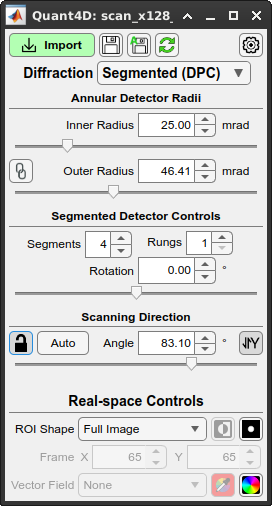 Quant4D: scan_x128_
Import
Diffraction Segmented (DPC)
Annular Detector Radii
Inner Radius 25.00 mrad
Outer Radius 46.41 mrad
Segmented Detector Controls
Segments 4 Rungs 1
Rotation 0.00 °
Scanning Direction
Auto Angle 83.10 °
Real-space Controls
ROI Shape Full Image
Frame X 65 Y 65
Vector Field None